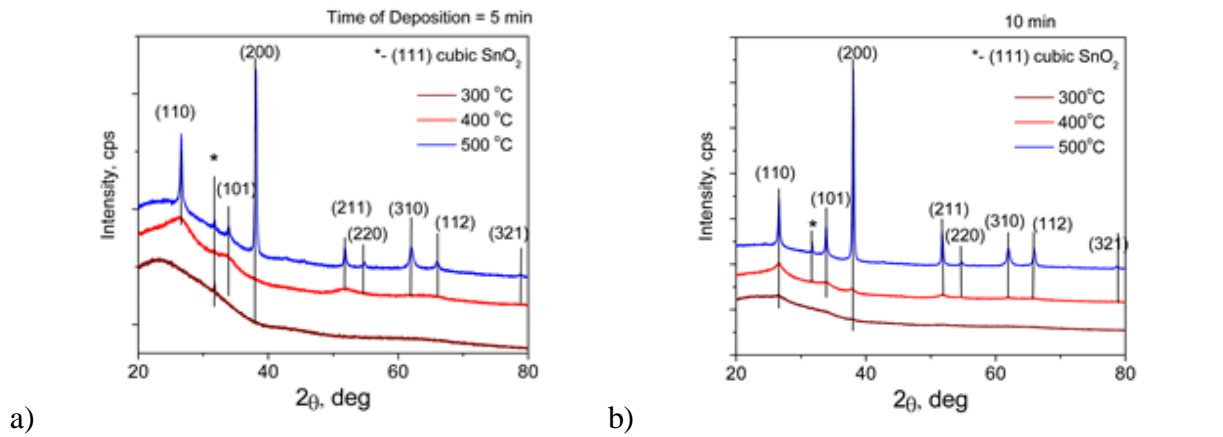 Time of Deposition = 5 min
*- (111) cubic SnO₂
(200)
300 °C
400 °C
500 °C
(110)
*
(101)
(211)
(220)
(310)
(112)
(321)
Intensity, cps
20 40 60 80
2θ, deg
a)
10 min
*- (111) cubic SnO₂
(200)
300°C
400°C
500°C
(110)
*
(101)
(211)
(220)
(310)
(112)
(321)
Intensity, cps
20 40 60 80
2θ, deg
b)